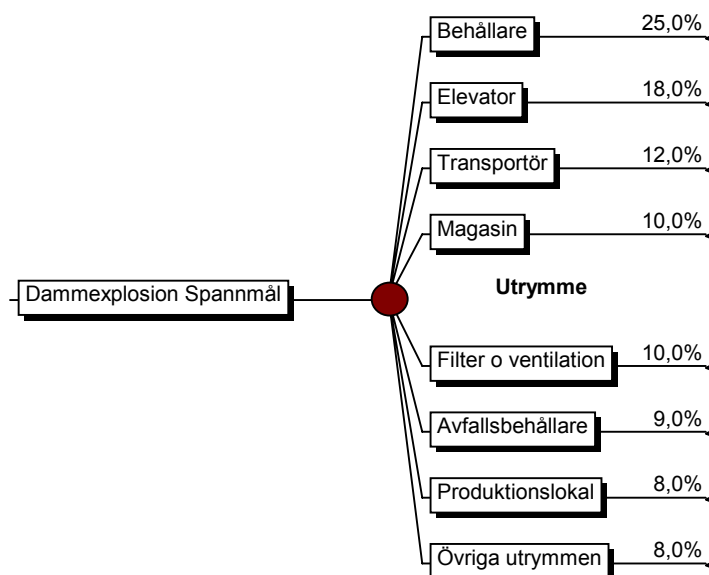 Behållare 25,0%
Elevator 18,0%
Transportör 12,0%
Magasin 10,0%
Dammexplosion Spannmål Utrymme
Filter o ventilation 10,0%
Avfallsbehållare 9,0%
Produktionslokal 8,0%
Övriga utrymmen 8,0%